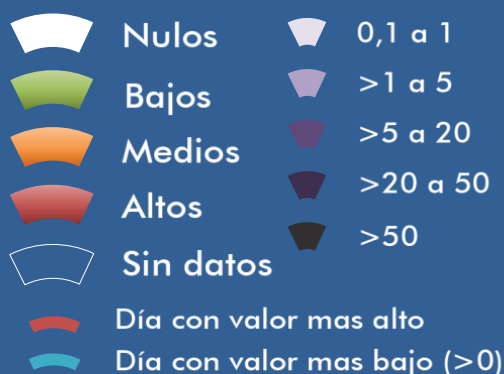 Nulos
Bajos
Medios
Altos
Sin datos
0,1 a 1
>1 a 5
>5 a 20
>20 a 50
>50
Día con valor mas alto
Día con valor mas bajo (>0)